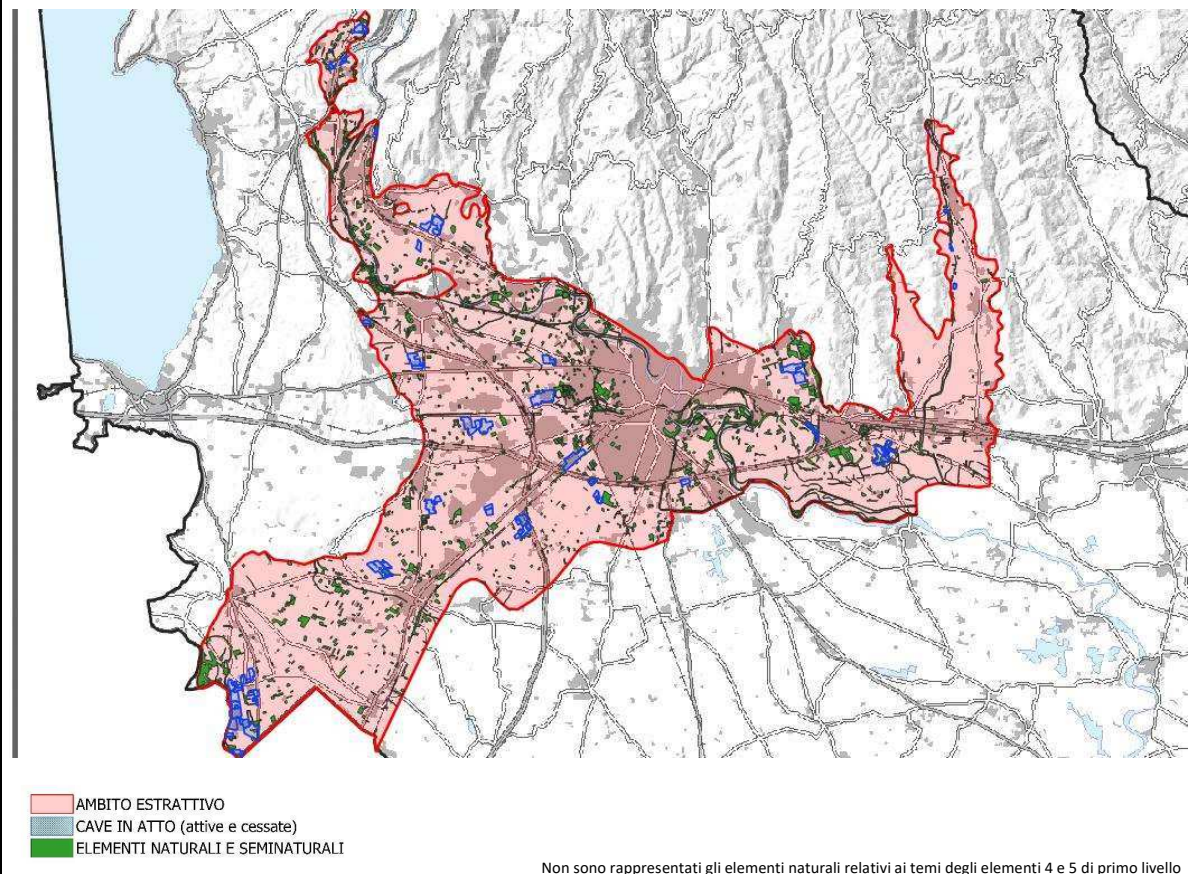 AMBITO ESTRATTIVO
CAVE IN ATTO (attive e cessate)
ELEMENTI NATURALI E SEMINATURALI
Non sono rappresentati gli elementi naturali relativi ai temi degli elementi 4 e 5 di primo livello